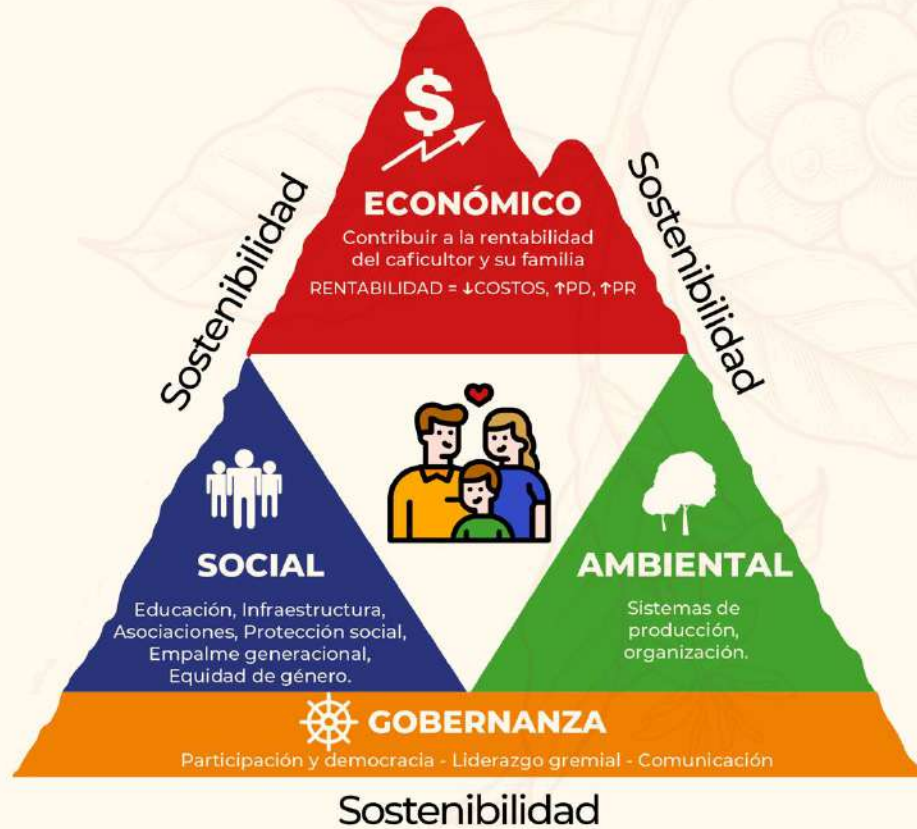 $
ECONÓMICO
Contribuir a la rentabilidad
del caficultor y su familia
RENTABILIDAD = ↓COSTOS, ↑PD, ↑PR
Sostenibilidad
Sostenibilidad
SOCIAL
Educación, Infraestructura,
Asociaciones, Protección social,
Empalme generacional,
Equidad de género.
AMBIENTAL
Sistemas de
producción,
organización.
GOBERNANZA
Participación y democracia - Liderazgo gremial - Comunicación
Sostenibilidad